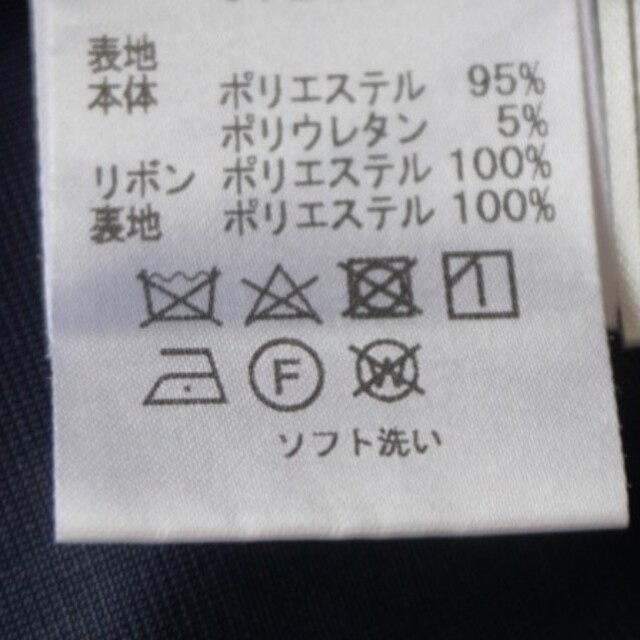 表地
本体 ポリエステル 95%
ポリウレタン 5%
リボン ポリエステル 100%
表地 ポリエステル 100%
F W
ソフト洗い